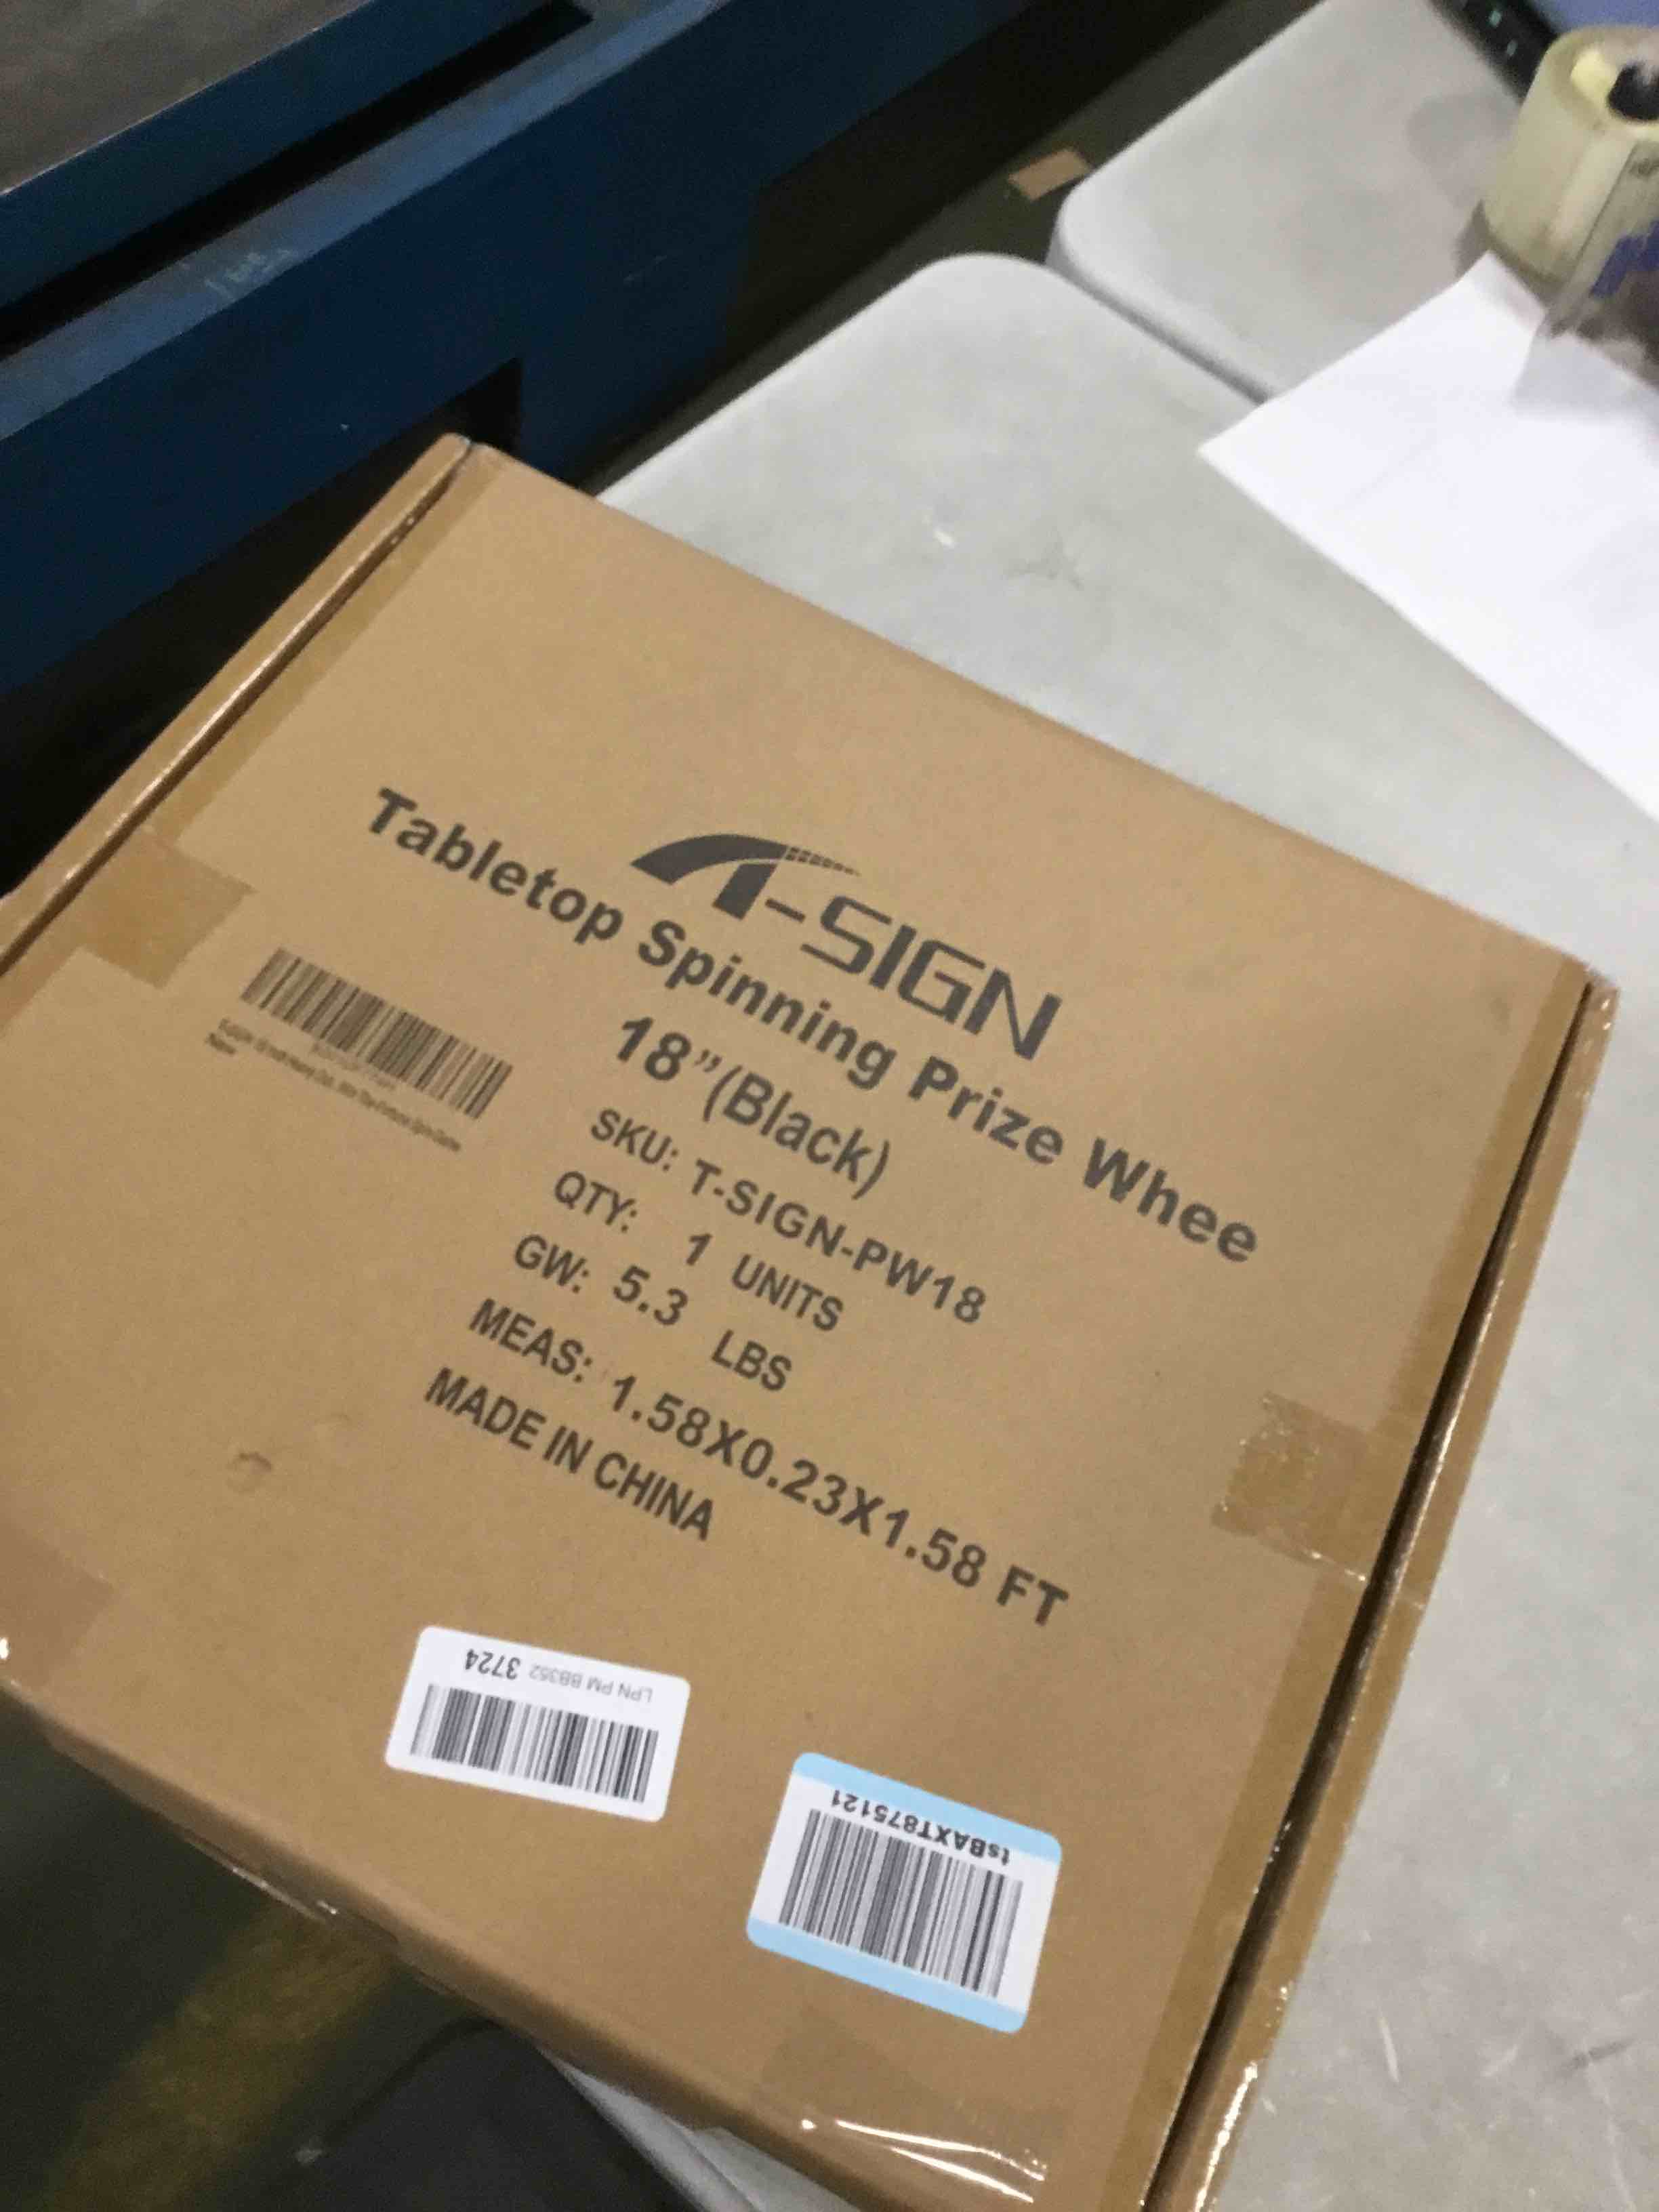 T-SIGN
Tabletop Spinning Prize Whee
18”(Black)
SKU: T-SIGN-PW18
QTY: 1 UNITS
GW: 5.3 LBS
MEAS: 1.58X0.23X1.58 FT
MADE IN CHINA
LPN PM BB352 3724
tsBAXT875121